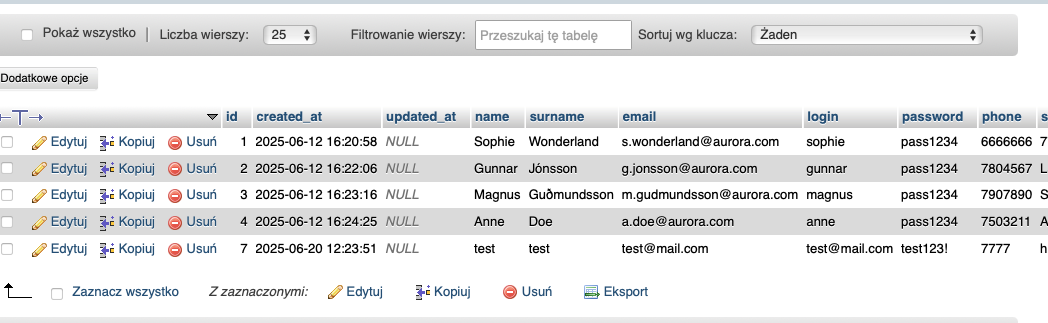 Pokaż wszystko | Liczba wierszy: 25 Filtrowanie wierszy: Przeszukaj tę tabelę Sortuj wg klucza: Żaden
Dodatkowe opcje
←T→ id created_at updated_at name surname email login password phone s
Edytuj Kopiuj Usuń 1 2025-06-12 16:20:58 NULL Sophie Wonderland s.wonderland@aurora.com sophie pass1234 6666666 7
Edytuj Kopiuj Usuń 2 2025-06-12 16:22:06 NULL Gunnar Jónsson g.jonsson@aurora.com gunnar pass1234 7804567 L
Edytuj Kopiuj Usuń 3 2025-06-12 16:23:16 NULL Magnus Guðmundsson m.gudmundsson@aurora.com magnus pass1234 7907890 S
Edytuj Kopiuj Usuń 4 2025-06-12 16:24:25 NULL Anne Doe a.doe@aurora.com anne pass1234 7503211 A
Edytuj Kopiuj Usuń 7 2025-06-20 12:23:51 NULL test test test@mail.com test@mail.com test123! 7777 h
Zaznacz wszystko Z zaznaczonymi: Edytuj Kopiuj Usuń Eksport